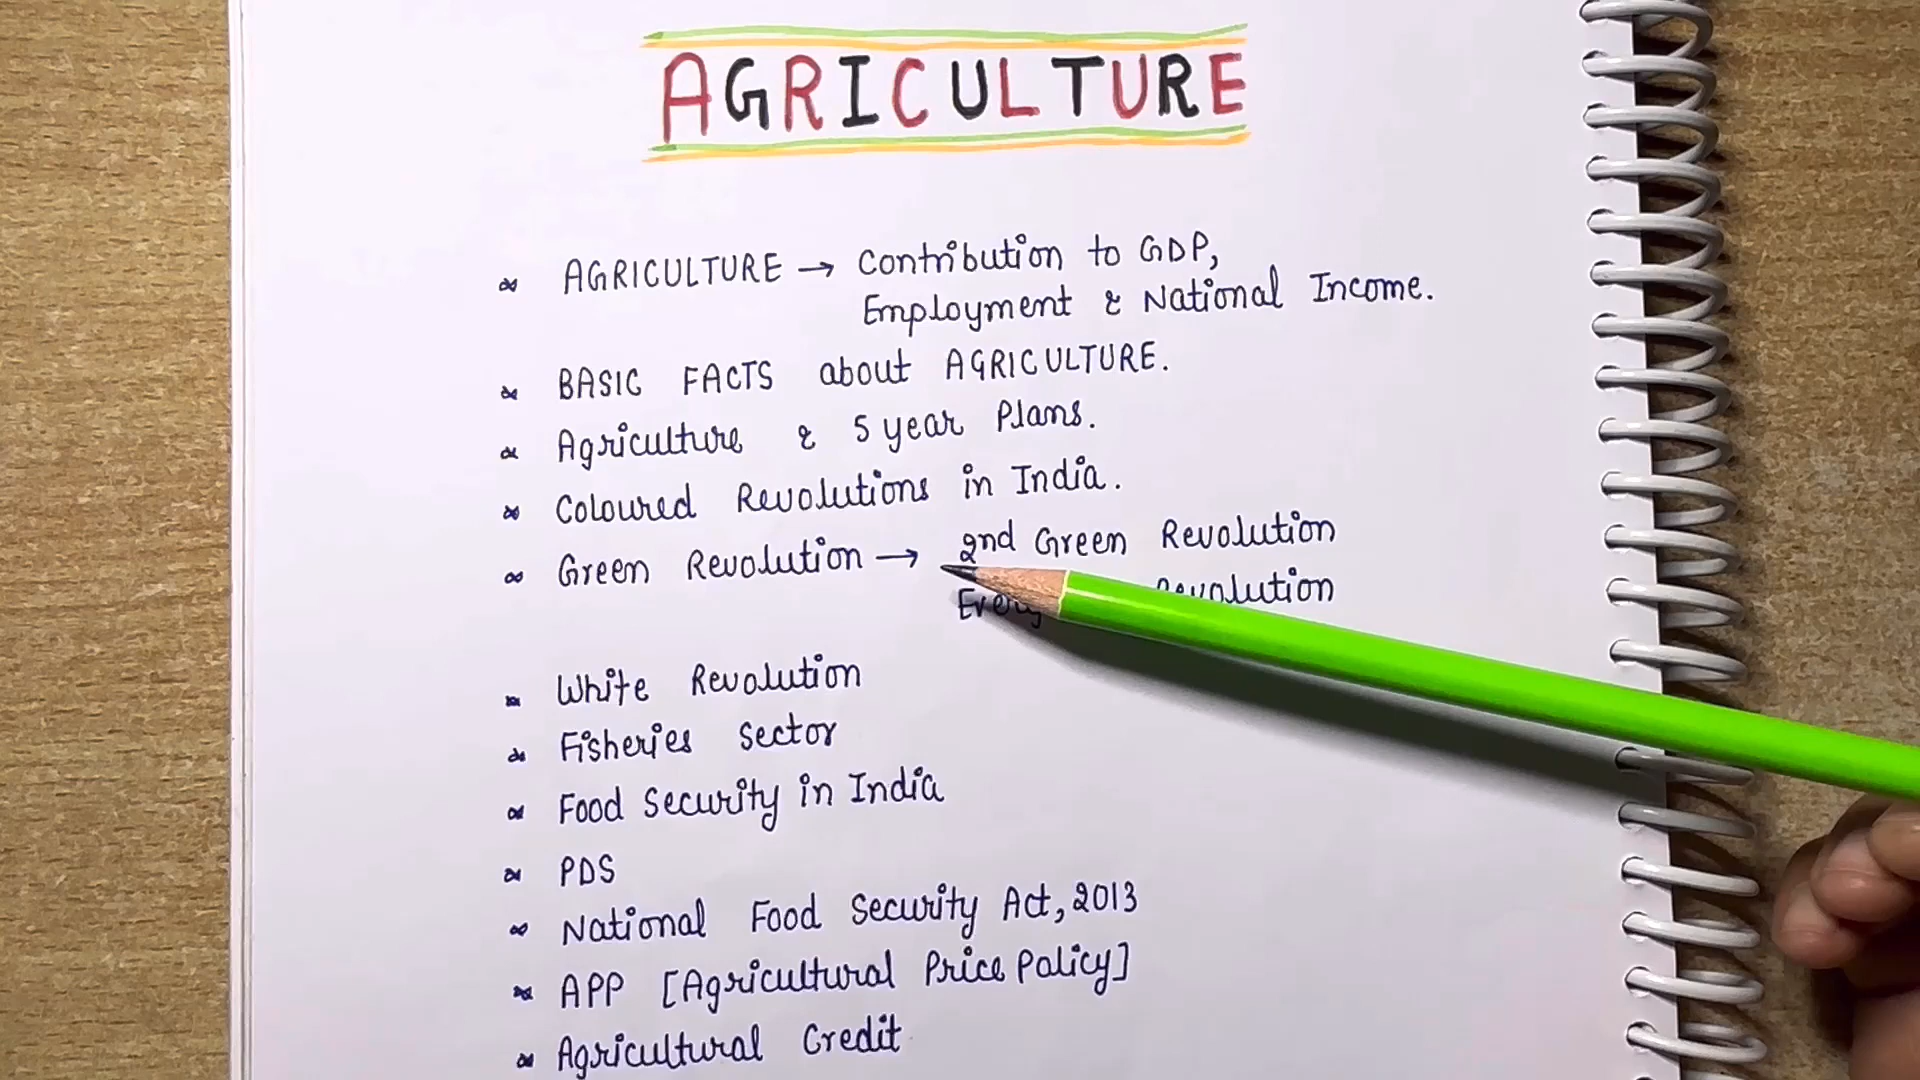 AGRICULTURE
AGRICULTURE → Contribution to GDP,
Employment & National Income.
BASIC FACTS about AGRICULTURE.
Agriculture & 5 year Plans.
Coloured Revolutions in India.
Green Revolution → 2nd Green Revolution
Revolution
White Revolution
Fisheries Sector
Food Security in India
PDS
National Food Security Act, 2013
APP [Agricultural Price Policy]
Agricultural Credit